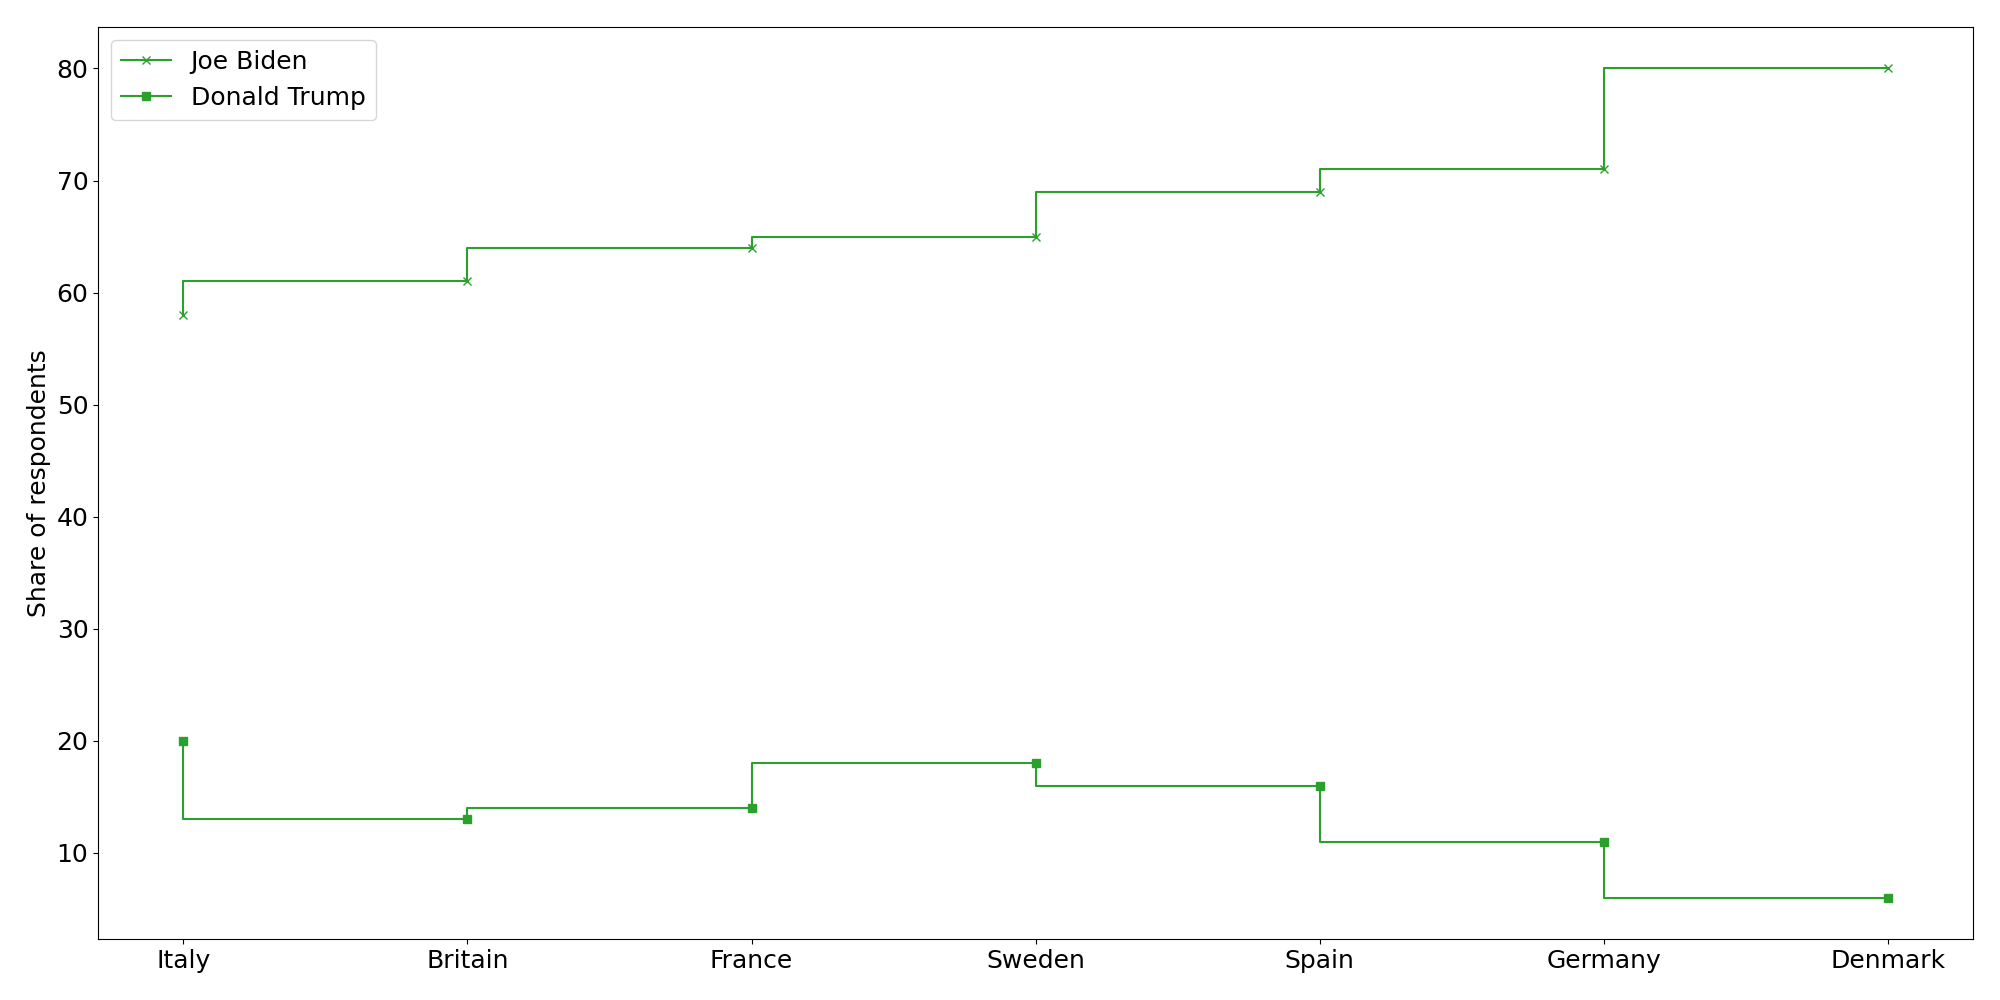 Joe Biden
Donald Trump
Share of respondents
80
70
60
50
40
30
20
10
Italy Britain France Sweden Spain Germany Denmark